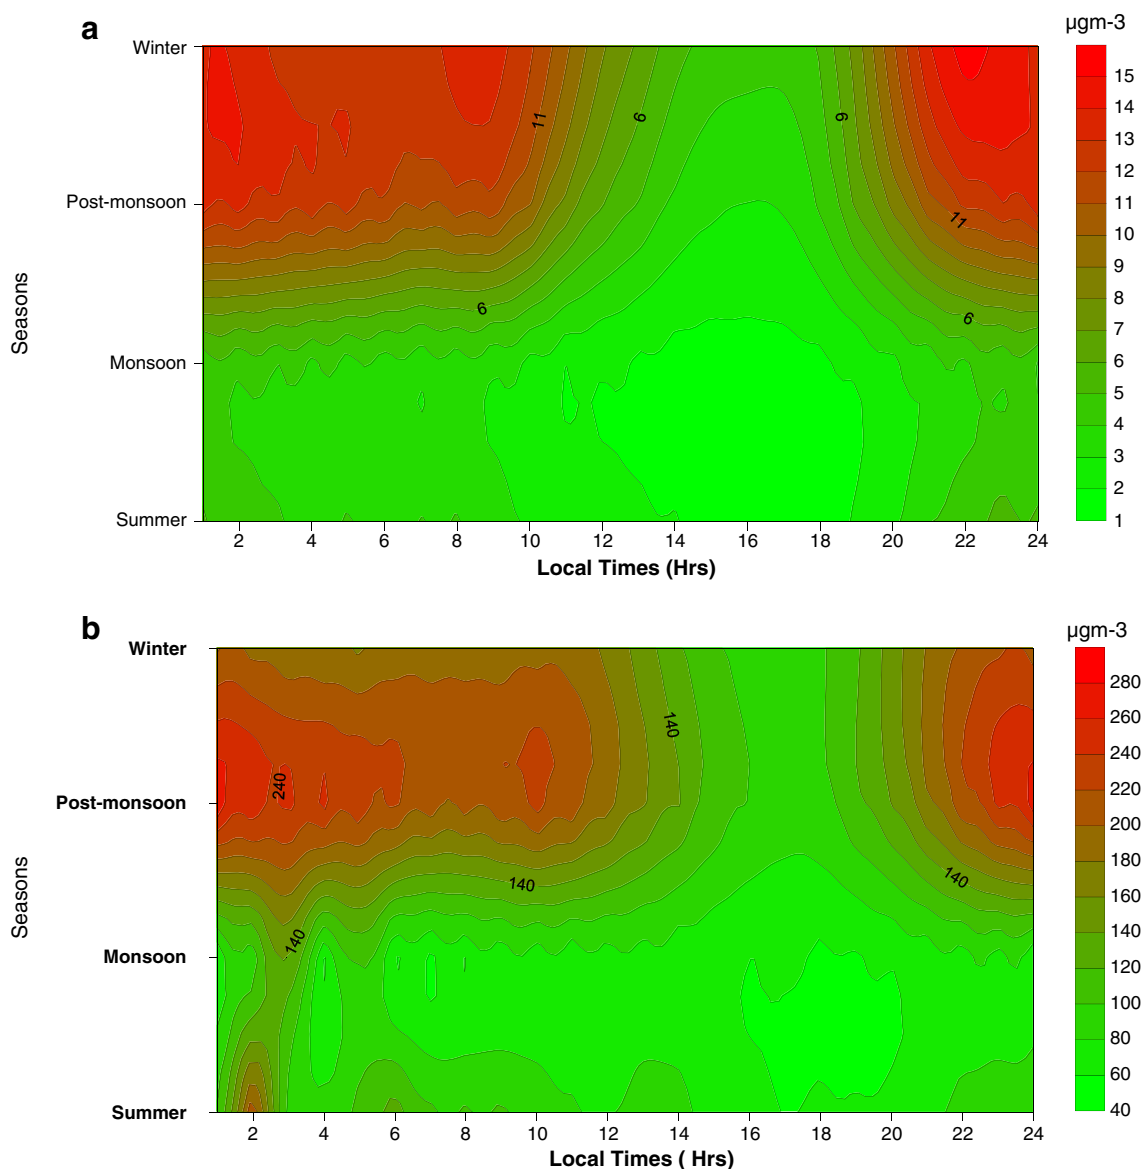 a
µgm-3
Winter
Post-monsoon
Monsoon
Summer
Seasons
11
6
6
11
6
6
15
14
13
12
11
10
9
8
7
6
5
4
3
2
1
2 4 6 8 10 12 14 16 18 20 22 24
Local Times (Hrs)
b
µgm-3
Winter
Post-monsoon
Monsoon
Summer
Seasons
140
240
140
140
140
280
260
240
220
200
180
160
140
120
100
80
60
40
2 4 6 8 10 12 14 16 18 20 22 24
Local Times ( Hrs)